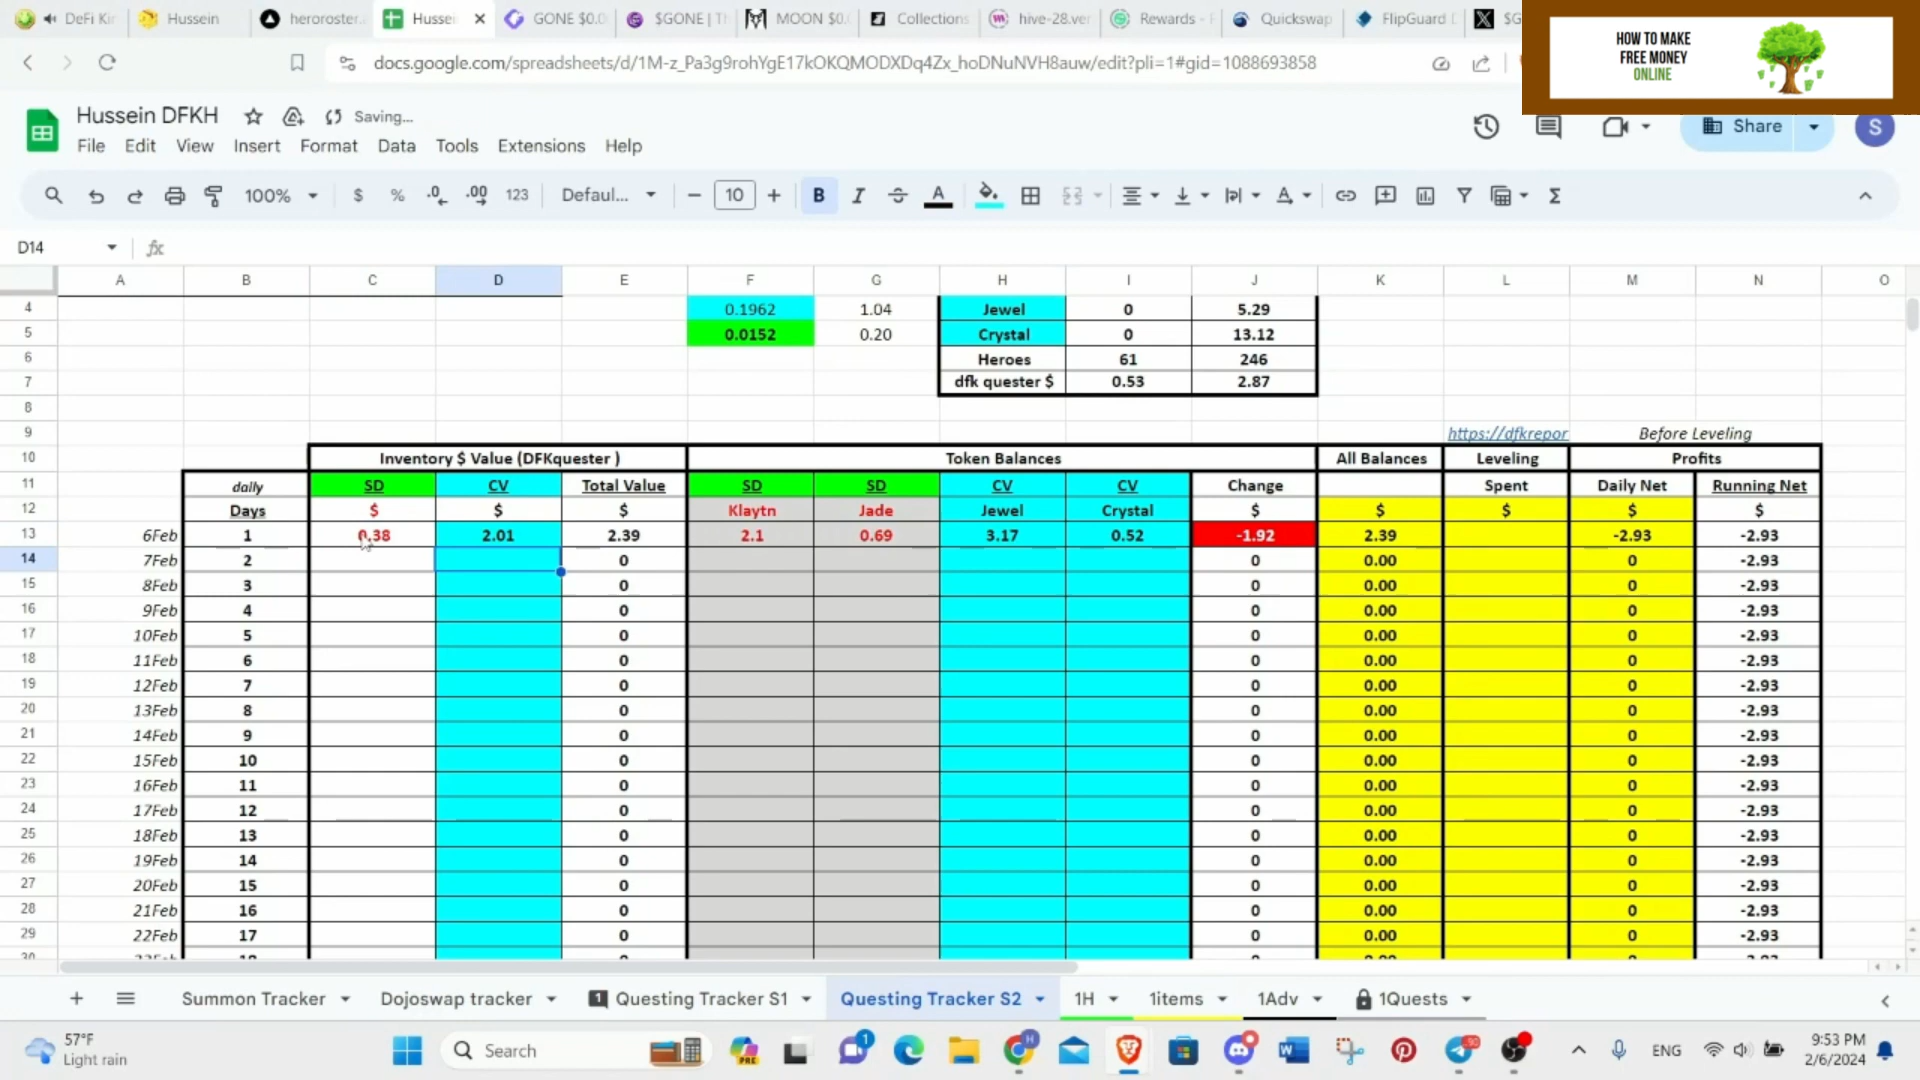 DeFi Kin
Hussein
heroroster.
Hussei
GONE $0.0
$GONE | Th
MOON $0.
Collections
hive-28.ver
Rewards - F
Quickswap
FlipGuard D
$G
HOW TO MAKE
FREE MONEY
ONLINE
docs.google.com/spreadsheets/d/1M-z_Pa3g9rohYgE17kOKQMODXDq4Zx_hoDNuNVH8auw/edit?pli=1#gid=1088693858
Hussein DFKH
Saving...
Share
S
File Edit View Insert Format Data Tools Extensions Help
100% $ % .0 .00 123 Defaul... 10 B I A
D14 fx
A B C D E F G H I J K L M N O
4 0.1962 1.04 Jewel 0 5.29
5 0.0152 0.20 Crystal 0 13.12
6 Heroes 61 246
7 dfk quester $ 0.53 2.87
8
9 https://dfkrepor Before Leveling
10 Inventory $ Value (DFKquester ) Token Balances All Balances Leveling Profits
11 daily SD CV Total Value SD SD CV CV Change Spent Daily Net Running Net
12 Days $ $ $ Klaytn Jade Jewel Crystal $ $ $ $ $
13 6Feb 1 0.38 2.01 2.39 2.1 0.69 3.17 0.52 -1.92 2.39 -2.93 -2.93
14 7Feb 2 0 0 0.00 0 -2.93
15 8Feb 3 0 0 0.00 0 -2.93
16 9Feb 4 0 0 0.00 0 -2.93
17 10Feb 5 0 0 0.00 0 -2.93
18 11Feb 6 0 0 0.00 0 -2.93
19 12Feb 7 0 0 0.00 0 -2.93
20 13Feb 8 0 0 0.00 0 -2.93
21 14Feb 9 0 0 0.00 0 -2.93
22 15Feb 10 0 0 0.00 0 -2.93
23 16Feb 11 0 0 0.00 0 -2.93
24 17Feb 12 0 0 0.00 0 -2.93
25 18Feb 13 0 0 0.00 0 -2.93
26 19Feb 14 0 0 0.00 0 -2.93
27 20Feb 15 0 0 0.00 0 -2.93
28 21Feb 16 0 0 0.00 0 -2.93
29 22Feb 17 0 0 0.00 0 -2.93
Summon Tracker Dojoswap tracker 1 Questing Tracker S1 Questing Tracker S2 1H 1items 1Adv 1Quests
57°F
Light rain
Search
ENG
9:53 PM
2/6/2024